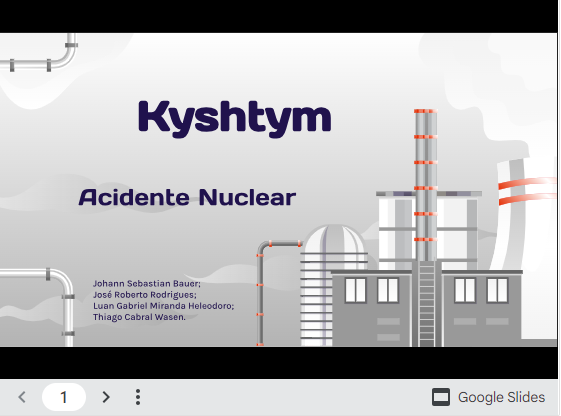 Kyshtym
Acidente Nuclear
Johann Sebastian Bauer;
José Roberto Rodrigues;
Luan Gabriel Miranda Heleodoro;
Thiago Cabral Wasen.
1
Google Slides